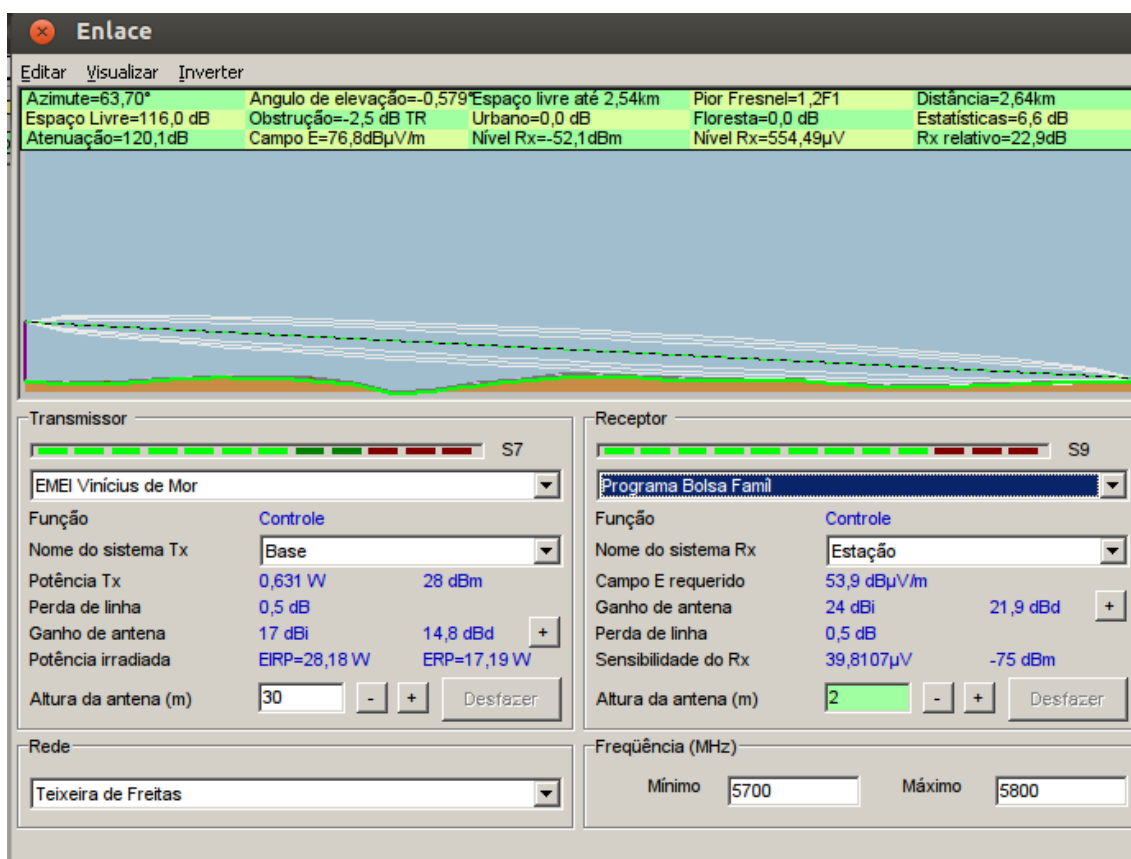 Enlace
Editar Visualizar Inverter
Azimute=63,70° Angulo de elevação=-0,579° Espaço livre até 2,54km Pior Fresnel=1,2F1 Distância=2,64km
Espaço Livre=116,0 dB Obstrução=-2,5 dB TR Urbano=0,0 dB Floresta=0,0 dB Estatísticas=6,6 dB
Atenuação=120,1dB Campo E=76,8dBµV/m Nível Rx=-52,1dBm Nível Rx=554,49µV Rx relativo=22,9dB
Transmissor
S7
EMEI Vinícius de Mor
Função Controle
Nome do sistema Tx Base
Potência Tx 0,631 W 28 dBm
Perda de linha 0,5 dB
Ganho de antena 17 dBi 14,8 dBd +
Potência irradiada EIRP=28,18 W ERP=17,19 W
Altura da antena (m) 30 - + Desfazer
Rede
Teixeira de Freitas
Receptor
S9
Programa Bolsa Famíl
Função Controle
Nome do sistema Rx Estação
Campo E requerido 53,9 dBµV/m
Ganho de antena 24 dBi 21,9 dBd +
Perda de linha 0,5 dB
Sensibilidade do Rx 39,8107µV -75 dBm
Altura da antena (m) 2 - + Desfazer
Freqüência (MHz)
Mínimo 5700 Máximo 5800